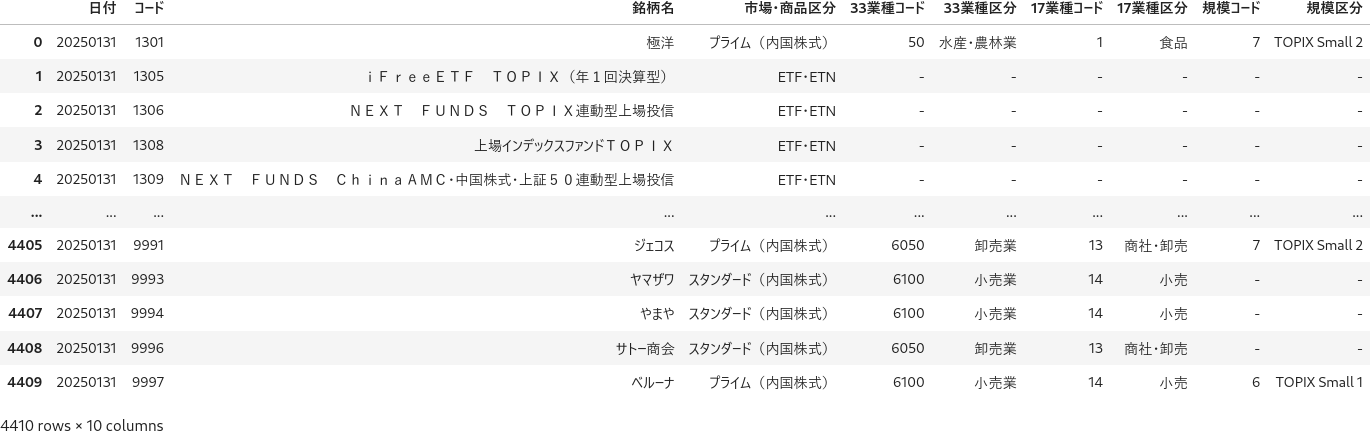 日付 コード 銘柄名 市場・商品区分 33業種コード 33業種区分 17業種コード 17業種区分 規模コード 規模区分
0 20250131 1301 極洋 プライム（内国株式） 50 水産・農林業 1 食品 7 TOPIX Small 2
1 20250131 1305 ｉＦｒｅｅＥＴＦ　ＴＯＰＩＸ（年１回決算型） ETF・ETN - - - - - -
2 20250131 1306 ＮＥＸＴ　ＦＵＮＤＳ　ＴＯＰＩＸ連動型上場投信 ETF・ETN - - - - - -
3 20250131 1308 上場インデックスファンドＴＯＰＩＸ ETF・ETN - - - - - -
4 20250131 1309 ＮＥＸＴ　ＦＵＮＤＳ　ＣｈｉｎａＡＭＣ・中国株式・上証５０連動型上場投信 ETF・ETN - - - - - -
... ... ... ... ... ... ... ... ... ... ...
4405 20250131 9991 ジェコス プライム（内国株式） 6050 卸売業 13 商社・卸売 7 TOPIX Small 2
4406 20250131 9993 ヤマザワ スタンダード（内国株式） 6100 小売業 14 小売 - -
4407 20250131 9994 やまや スタンダード（内国株式） 6100 小売業 14 小売 - -
4408 20250131 9996 サトー商会 スタンダード（内国株式） 6050 卸売業 13 商社・卸売 - -
4409 20250131 9997 ベルーナ プライム（内国株式） 6100 小売業 14 小売 6 TOPIX Small 1
4410 rows × 10 columns